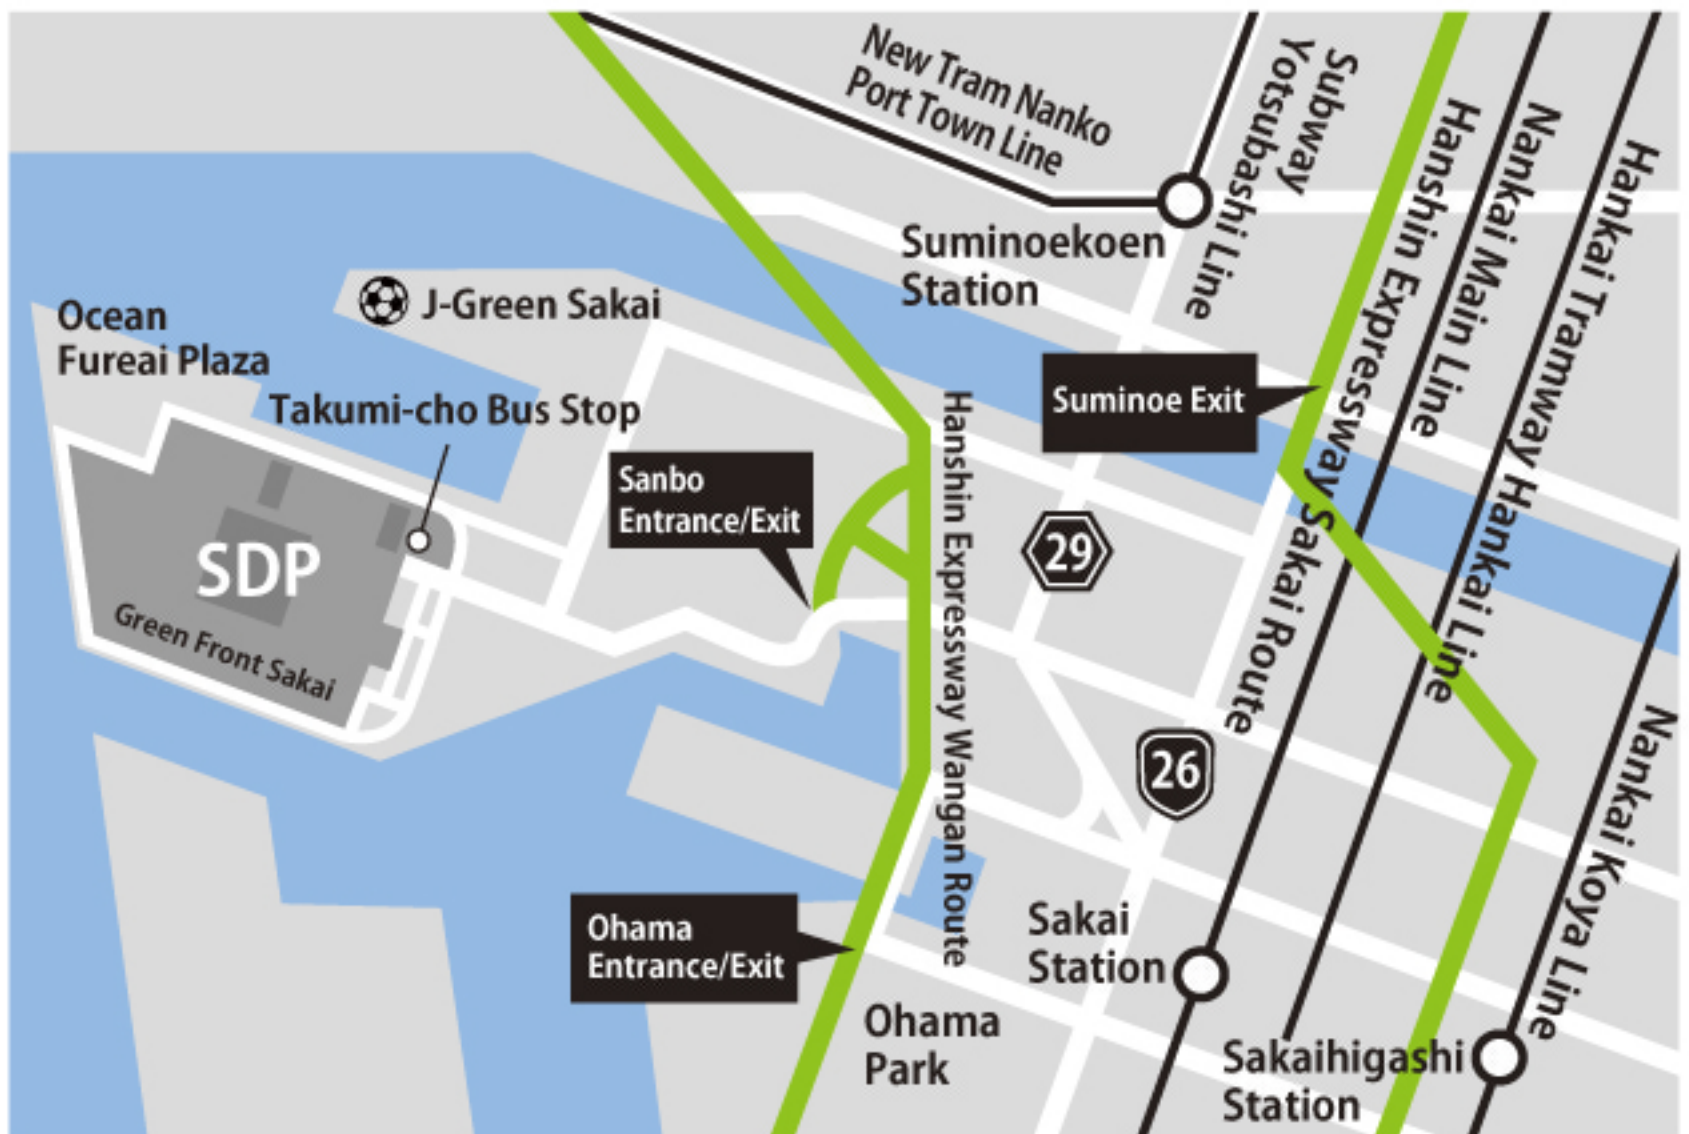 New Tram Nanko
Port Town Line
Subway
Yotsubashi Line
Hanshin Expressway Sakai Route
Nankai Main Line
Hankai Tramway Hankai Line
Suminoekoen
Station
J-Green Sakai
Ocean
Fureai Plaza
Takumi-cho Bus Stop
Suminoe Exit
Sanbo
Entrance/Exit
Hanshin Expressway Wangan Route
29
SDP
Green Front Sakai
Nankai Koya Line
26
Ohama
Entrance/Exit
Sakai
Station
Ohama
Park
Sakaihigashi
Station